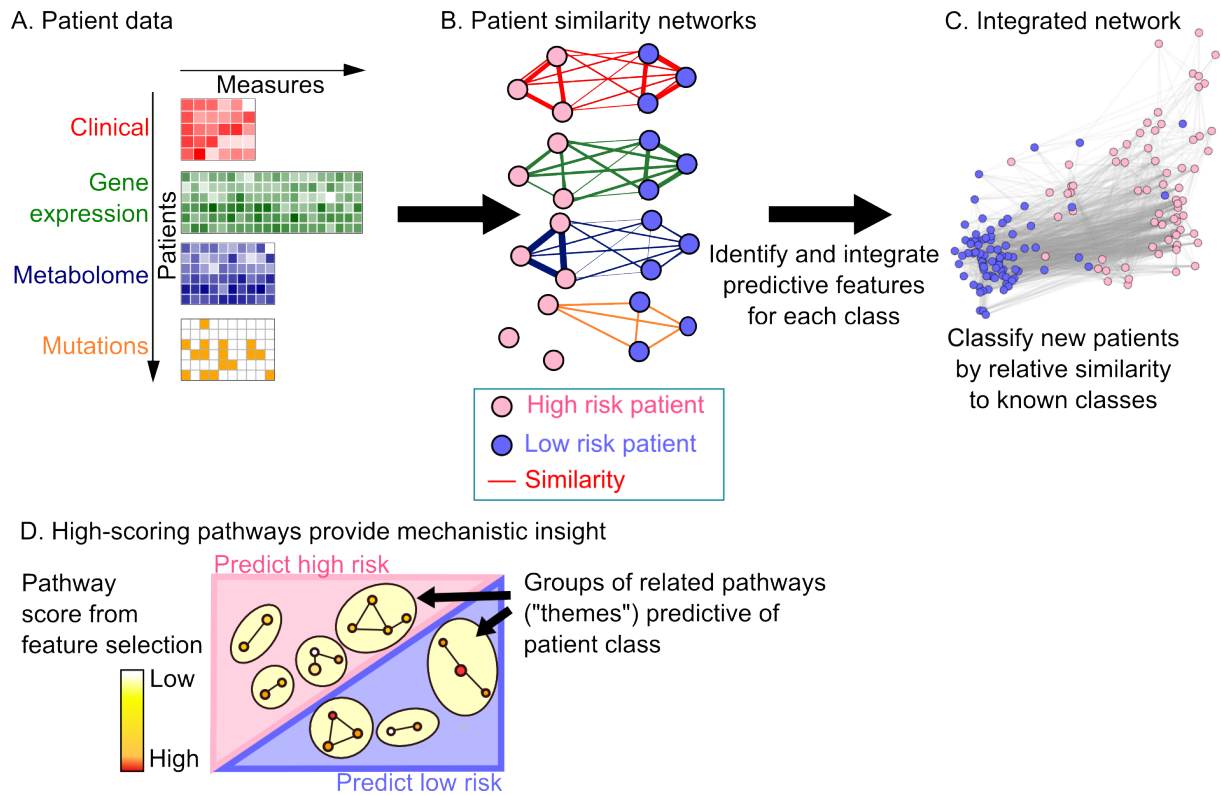 A. Patient data
Measures
Patients
Clinical
Gene
expression
Metabolome
Mutations
B. Patient similarity networks
High risk patient
Low risk patient
Similarity
Identify and integrate
predictive features
for each class
C. Integrated network
Classify new patients
by relative similarity
to known classes
D. High-scoring pathways provide mechanistic insight
Pathway
score from
feature selection
Low
High
Predict high risk
Predict low risk
Groups of related pathways
("themes") predictive of
patient class